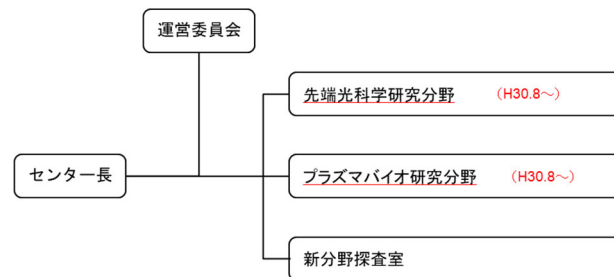 運営委員会
先端光科学研究分野 (H30.8~)
センター長
プラズマバイオ研究分野 (H30.8~)
新分野探査室